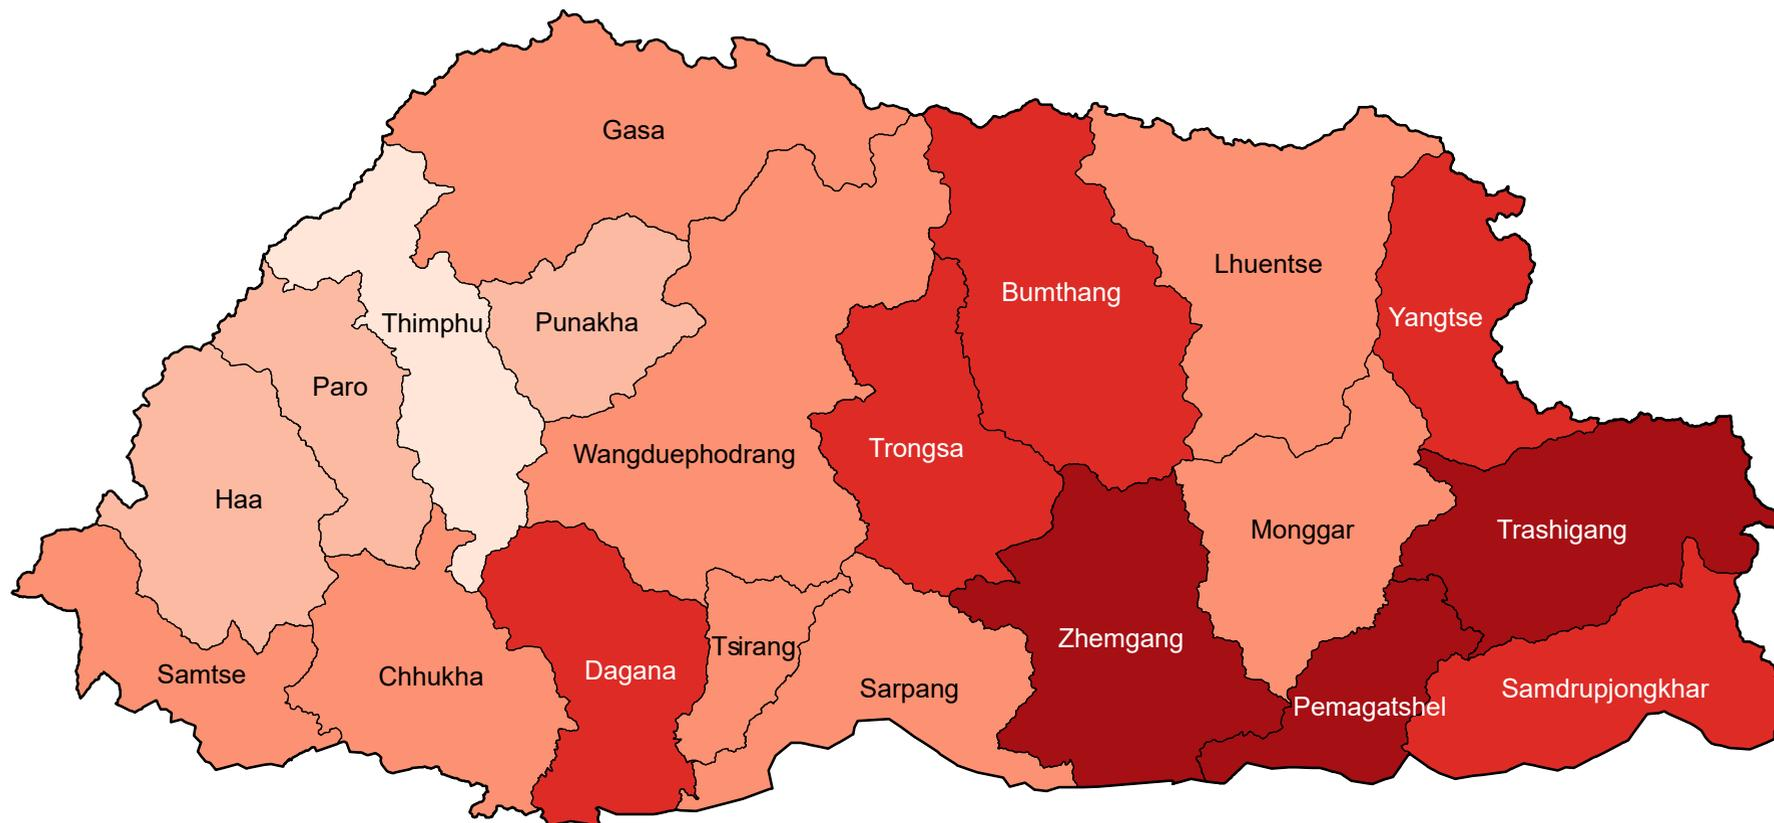 Gasa
Lhuentse
Bumthang
Yangtse
Thimphu
Punakha
Paro
Trongsa
Wangduephodrang
Haa
Monggar
Trashigang
Zhemgang
Tsirang
Dagana
Samtse
Chhukha
Sarpang
Samdrupjongkhar
Pemagatshel